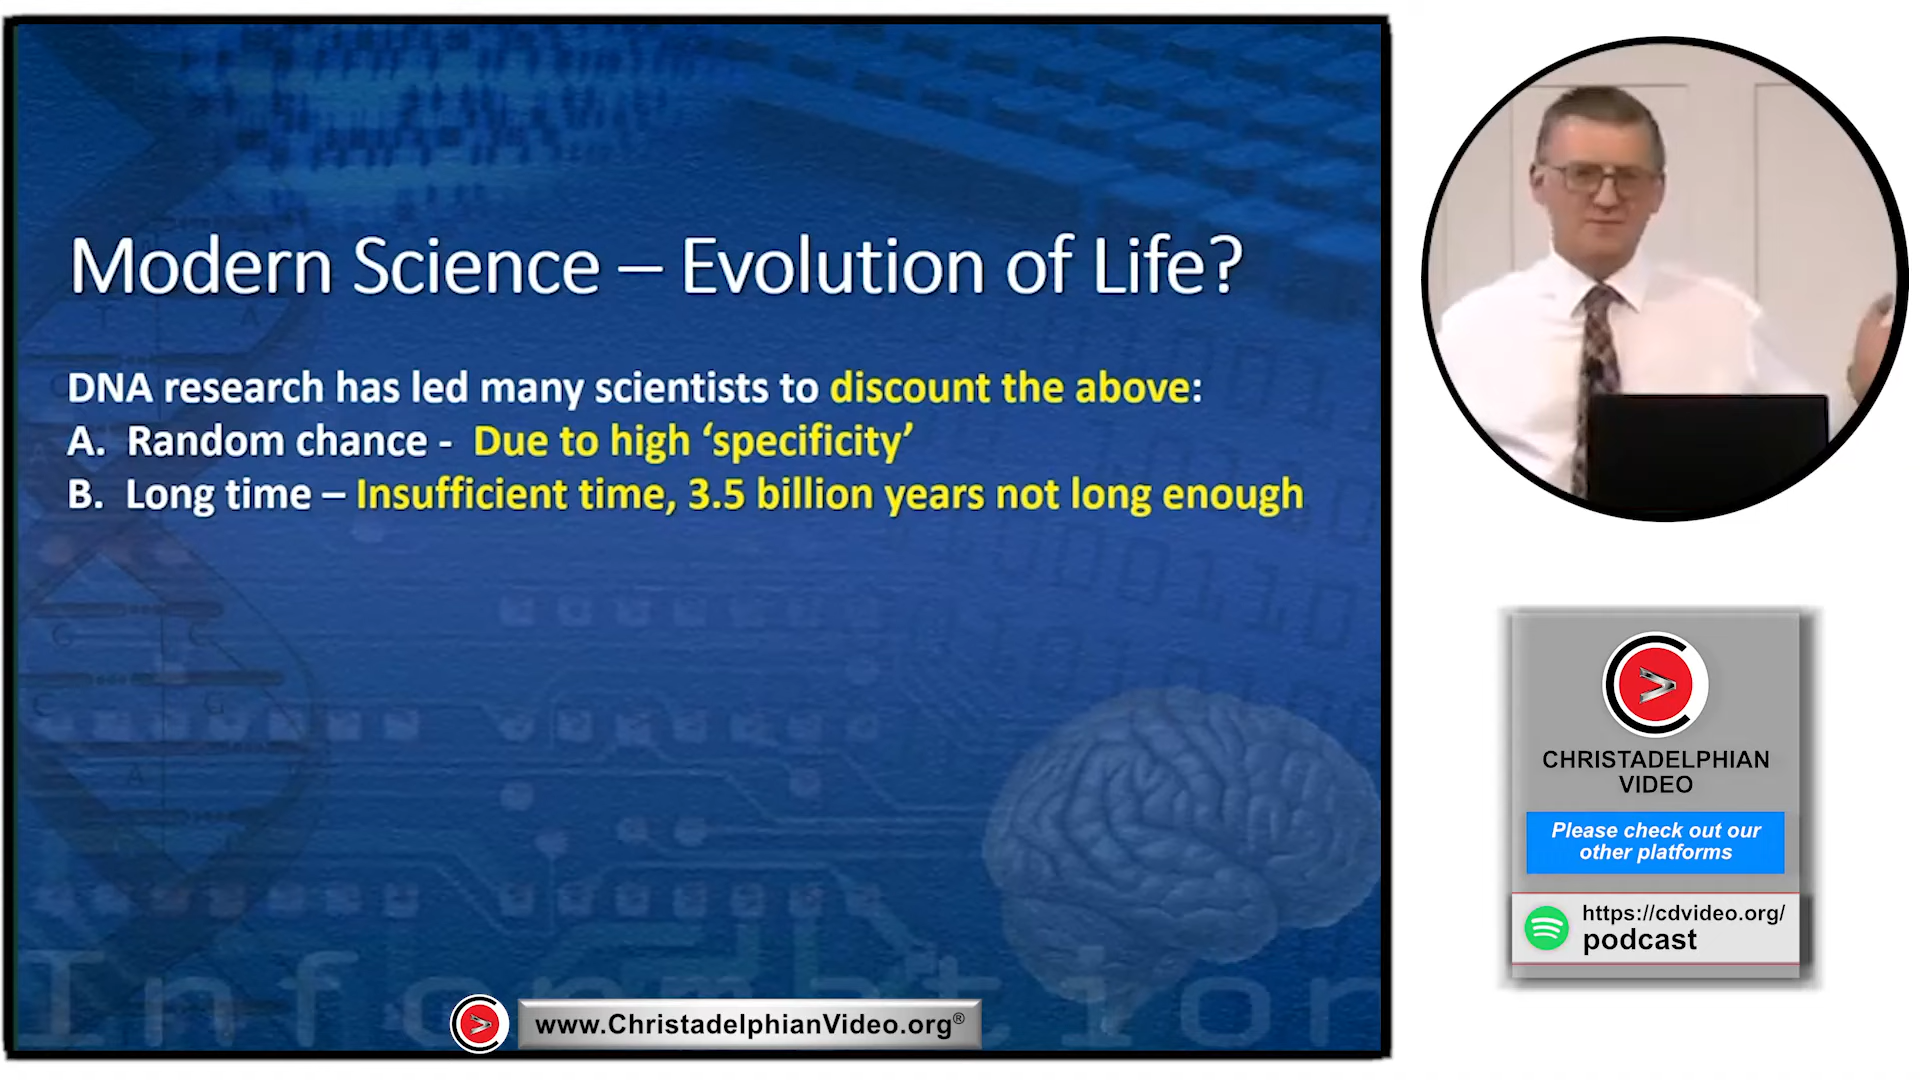 Modern Science – Evolution of Life?
DNA research has led many scientists to discount the above:
A. Random chance - Due to high ‘specificity’
B. Long time – Insufficient time, 3.5 billion years not long enough
Information
www.ChristadelphianVideo.org®
CHRISTADELPHIAN
VIDEO
Please check out our
other platforms
https://cdvideo.org/
podcast